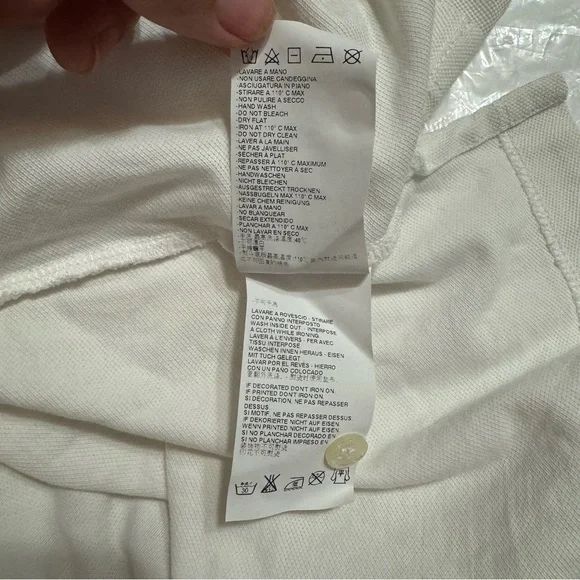 -LAVARE A MANO
-NON USARE CANDEGGINA
-ASCIUGATURA IN PIANO
-STIRARE A 110° C MAX
-NON PULIRE A SECCO
-HAND WASH
-DO NOT BLEACH
-DRY FLAT
-IRON AT 110° C MAX
-DO NOT DRY CLEAN
-LAVER A LA MAIN
-NE PAS JAVELLISER
-SECHER A PLAT
-REPASSER A 110° C MAXIMUM
-NE PAS NETTOYER A SEC
-HANDWASCHEN
-NICHT BLEICHEN
-AUSGESTRECKT TROCKNEN
-NASSBUGELN MAX 110° C MAX
-KEINE CHEM REINIGUNG
-LAVAR A MANO
-NO BLANQUEAR
-SECAR EXTENDIDO
-PLANCHAR A 110° C MAX
-NON LAVAR EN SECO
40°C
LAVARE A ROVESCIO - STIRARE
CON PANNO INTERPOSTO
WASH INSIDE OUT - INTERPOSE
A CLOTH WHILE IRONING
LAVER A L'ENVERS - FER AVEC
TISSU INTERPOSE
WASCHEN INNEN HERAUS - EISEN
MIT TUCH GELEGT
LAVAR POR EL REVÉS - HIERRO
CON UN PAÑO COLOCADO
IF DECORATED DON'T IRON ON
IF PRINTED DON'T IRON ON.
SI DECORATION, NE PAS REPASSER
DESSUS
SI MOTIF, NE PAS REPASSER DESSUS
IF DEKORIERTE NICHT AUF EISEN
WENN PRINTED NICHT AUF EISEN
SI NO PLANCHAR DECORADO EN
SI NO PLANCHAR IMPRESO EN
30